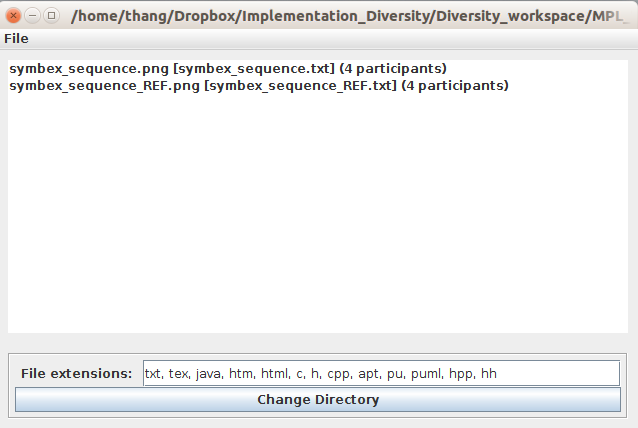 /home/thang/Dropbox/Implementation_Diversity/Diversity_workspace/MPL_
File
symbex_sequence.png [symbex_sequence.txt] (4 participants)
symbex_sequence_REF.png [symbex_sequence_REF.txt] (4 participants)
File extensions: txt, tex, java, htm, html, c, h, cpp, apt, pu, puml, hpp, hh
Change Directory